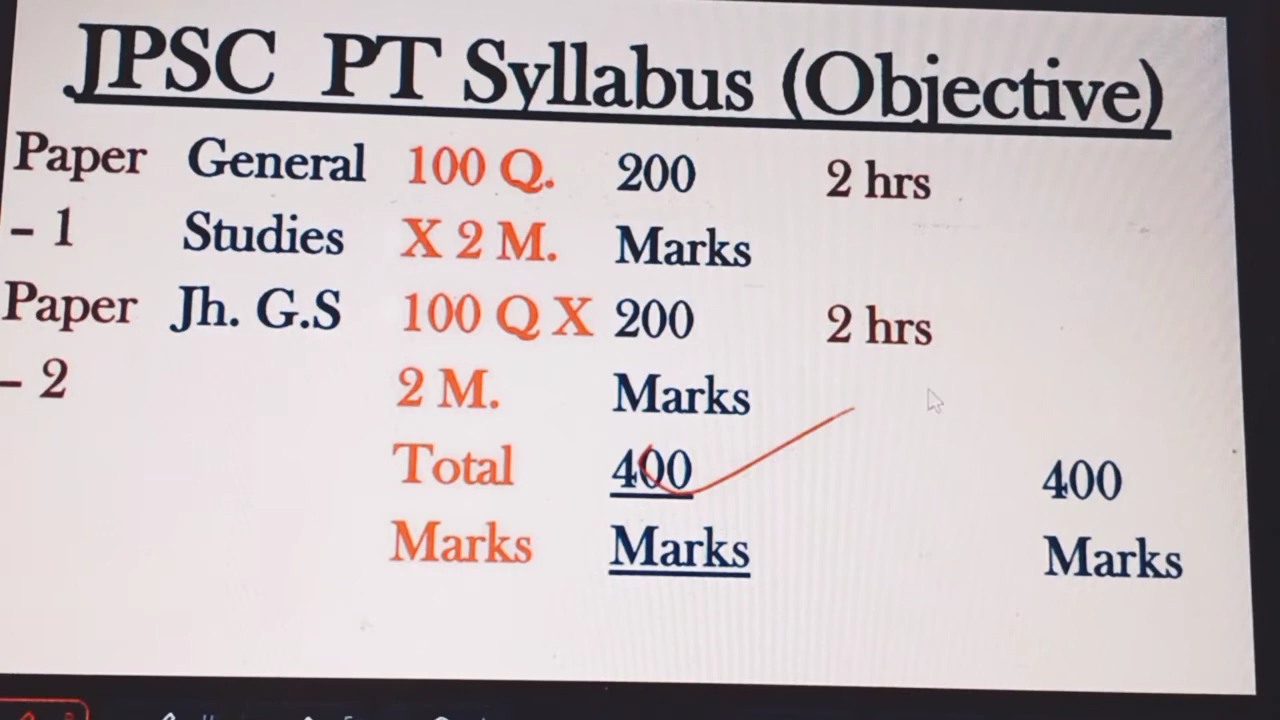 JPSC PT Syllabus (Objective)
Paper General 100 Q. 200 2 hrs
- 1 Studies X 2 M. Marks
Paper Jh. G.S 100 Q X 200 2 hrs
- 2 2 M. Marks
Total 400 400
Marks Marks Marks